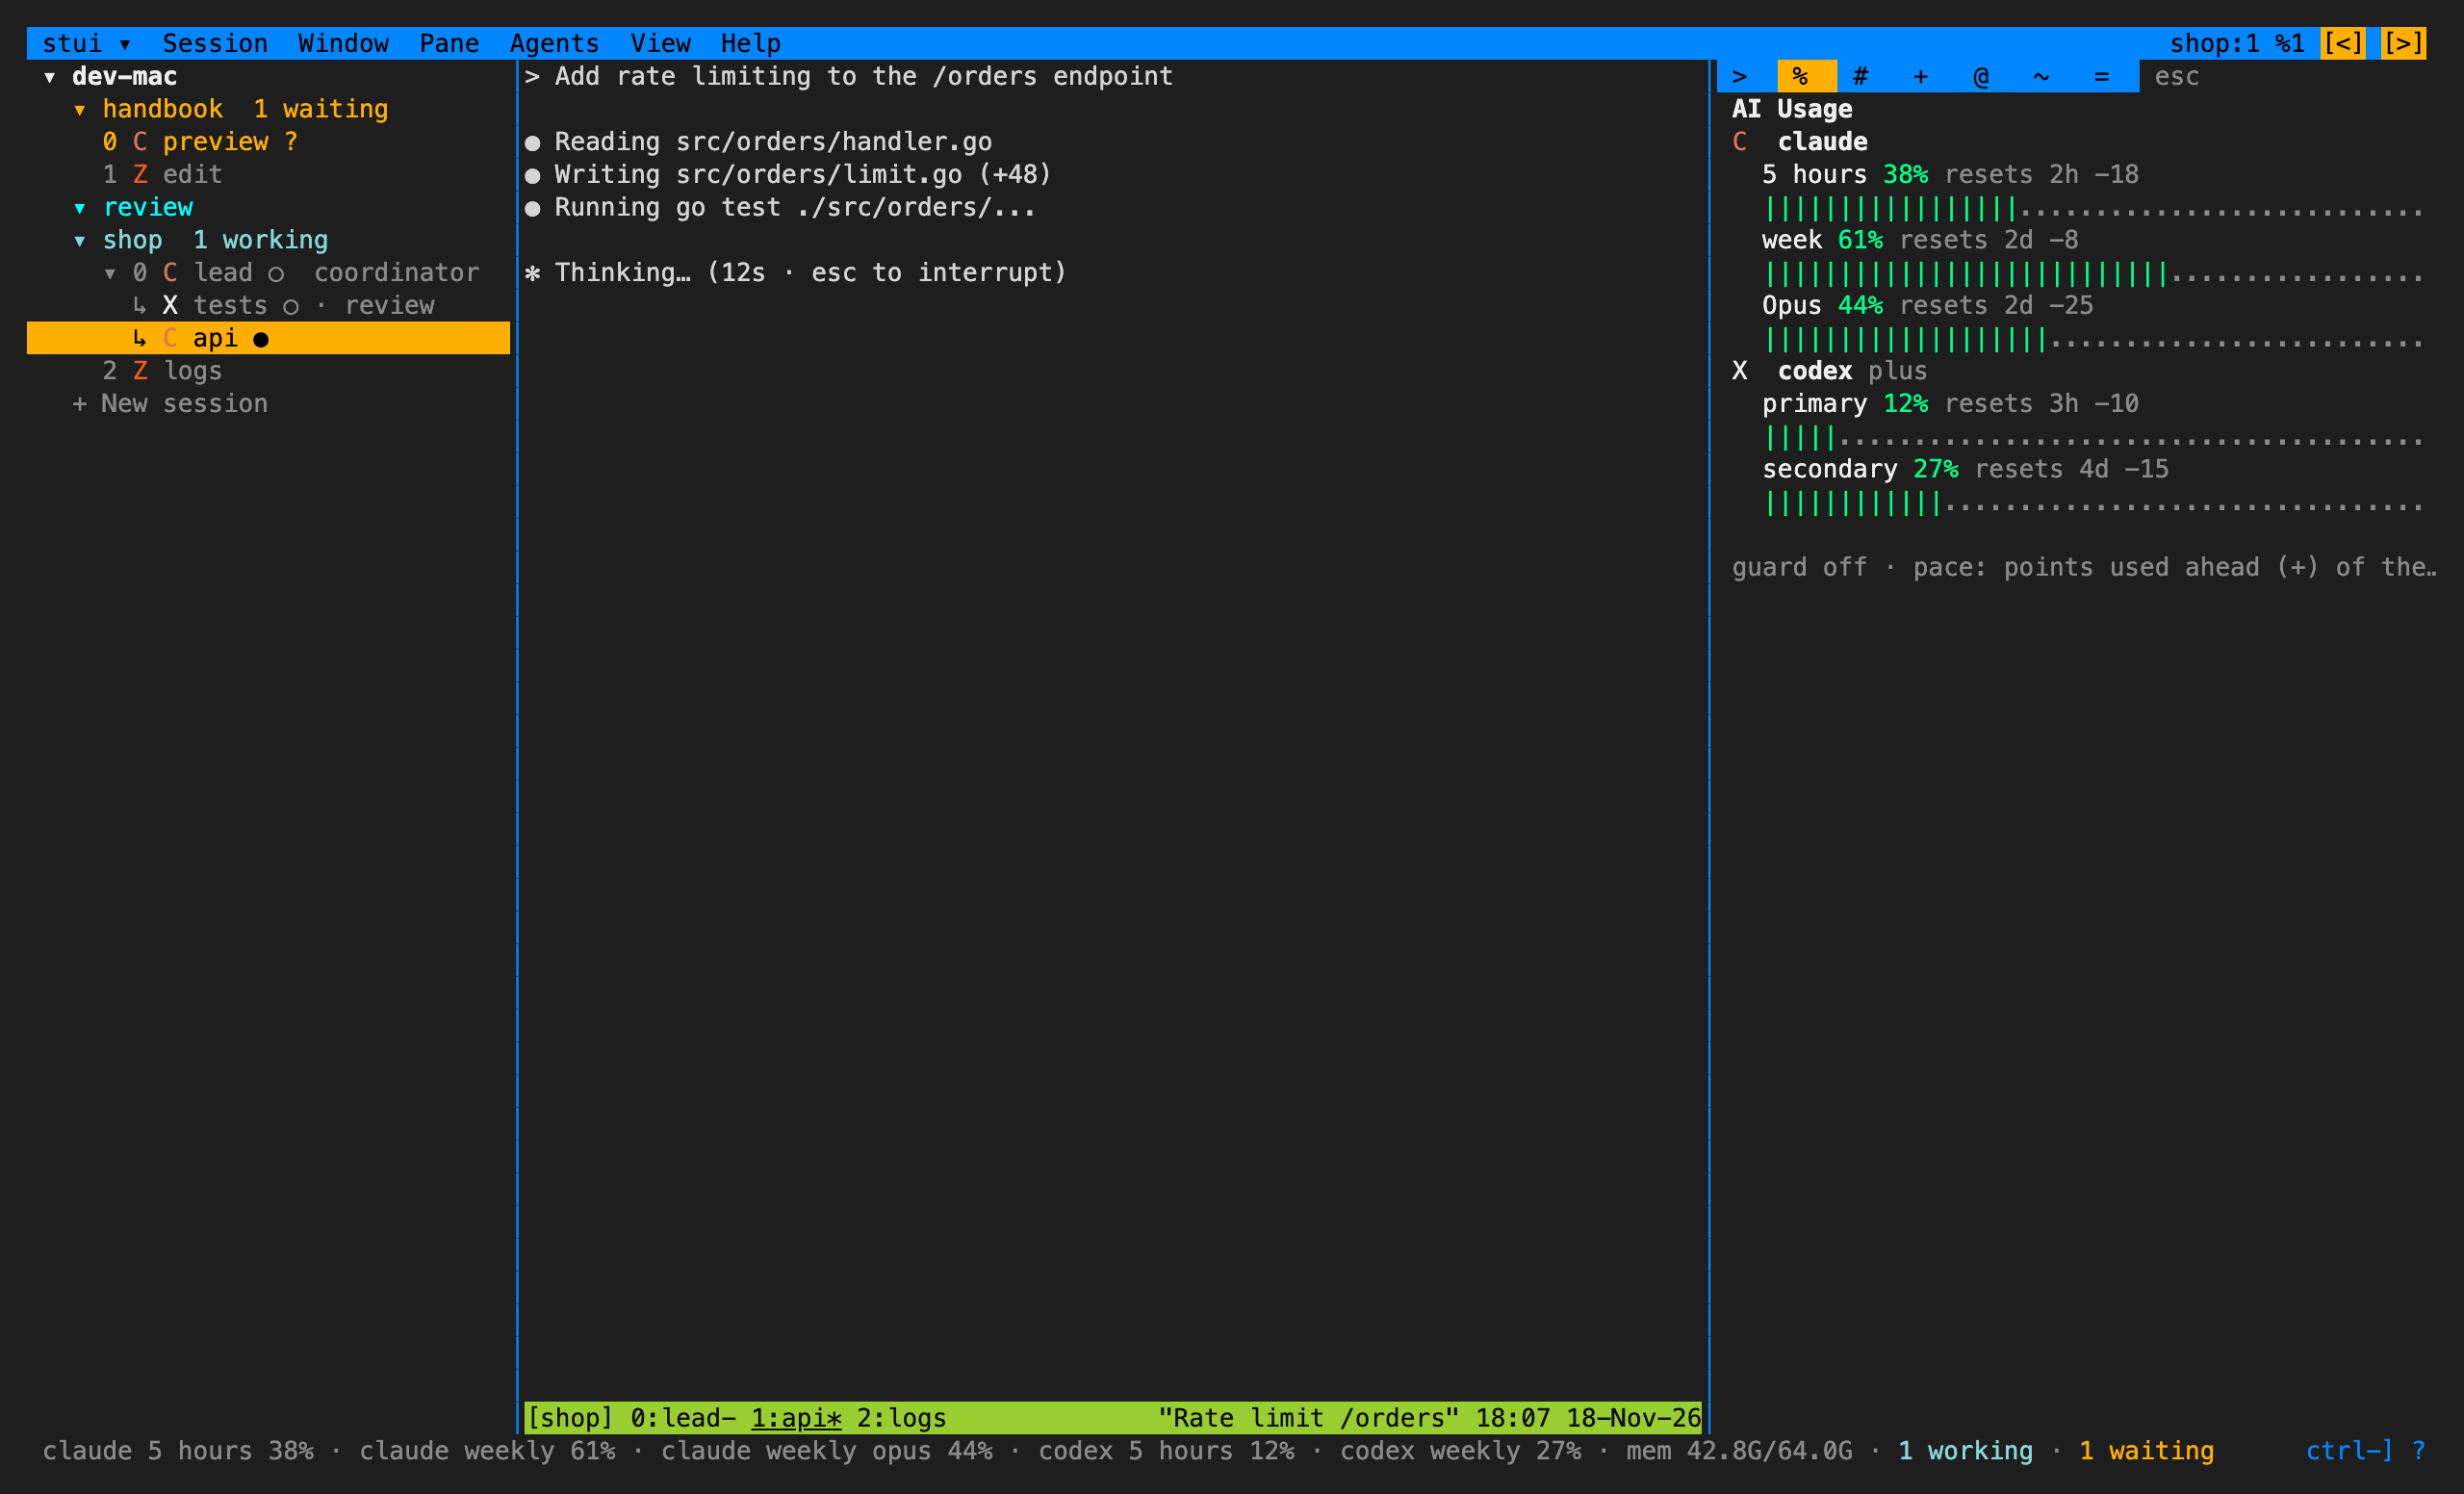 stui ▾ Session Window Pane Agents View Help shop:1 %1 [<] [>]
▾ dev-mac
▾ handbook 1 waiting
0 C preview ?
1 Z edit
▾ review
▾ shop 1 working
▾ 0 C lead ○ coordinator
↳ X tests ○ · review
↳ C api ●
2 Z logs
+ New session
> Add rate limiting to the /orders endpoint
● Reading src/orders/handler.go
● Writing src/orders/limit.go (+48)
● Running go test ./src/orders/...
✻ Thinking… (12s · esc to interrupt)
[shop] 0:lead- 1:api* 2:logs "Rate limit /orders" 18:07 18-Nov-26
> % # + @ ~ = esc
AI Usage
C claude
5 hours 38% resets 2h -18
week 61% resets 2d -8
Opus 44% resets 2d -25
X codex plus
primary 12% resets 3h -10
secondary 27% resets 4d -15
guard off · pace: points used ahead (+) of the…
claude 5 hours 38% · claude weekly 61% · claude weekly opus 44% · codex 5 hours 12% · codex weekly 27% · mem 42.8G/64.0G · 1 working · 1 waiting ctrl-] ?